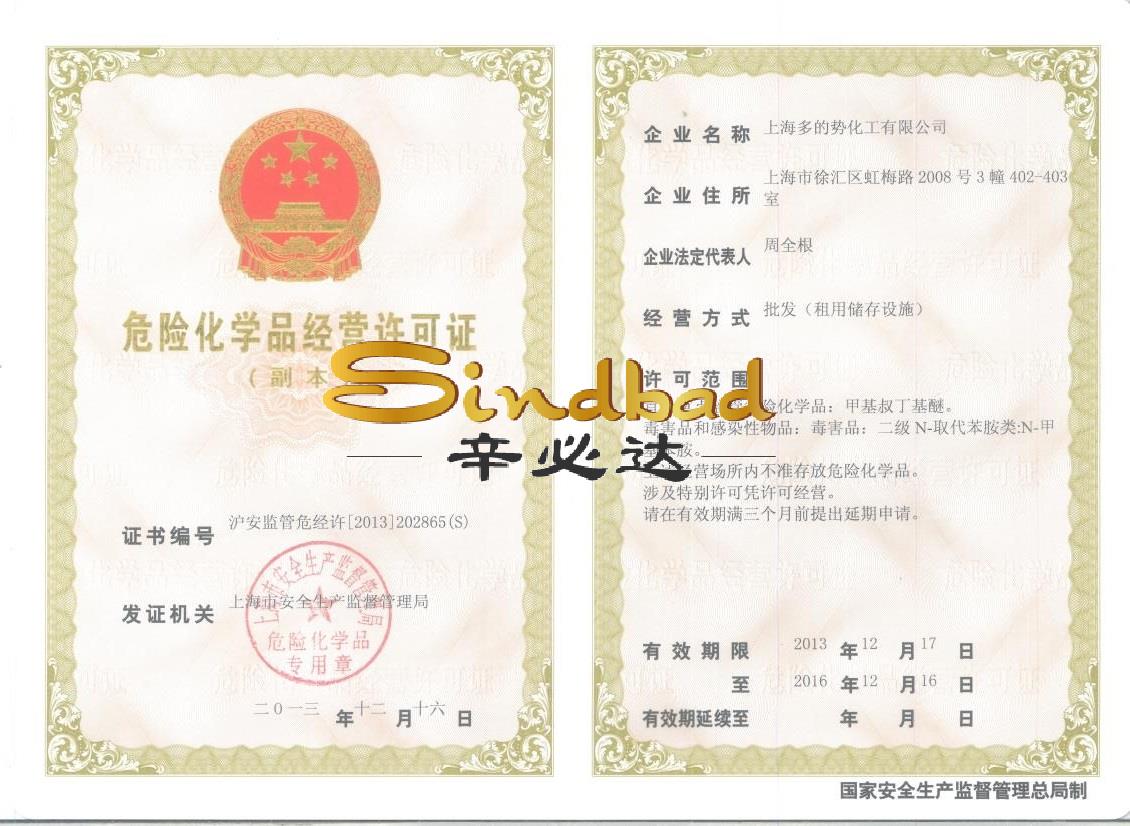 危险化学品经营许可证
（副本
证书编号 沪安监管危经许[2013]202865(S)
发证机关 上海市安全生产监督管理局
上海市安全生产监督管理局
危险化学品
专用章
二0一三 年 十二 月 十六 日
企业名称 上海多的势化工有限公司
企业住所 上海市徐汇区虹梅路2008号3幢402-403
室
企业法定代表人 周全根
经营方式 批发（租用储存设施）
许可范围
化学品：甲基叔丁基醚。
毒害品和感染性物品：毒害品：二级N-取代苯胺类:N-甲
苯胺。
经营场所内不准存放危险化学品。
涉及特别许可凭许可经营。
请在有效期满三个月前提出延期申请。
Sindbad
辛必达
有效期限 2013 年 12 月 17 日
至 2016 年 12 月 16 日
有效期延续至 年 月 日
国家安全生产监督管理总局制